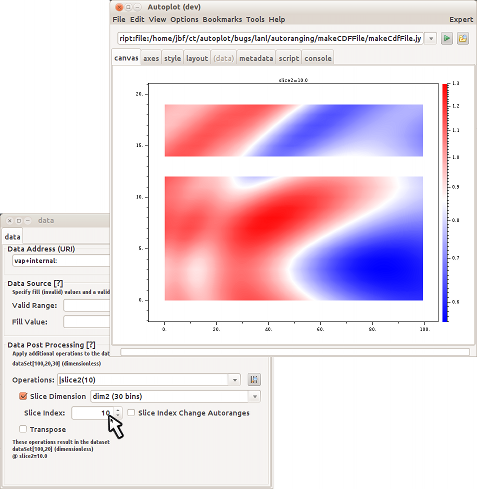 Autoplot (dev)
File Edit View Options Bookmarks Tools Help Expert
ript:file:/home/jbf/ct/autoplot/bugs/lanl/autoranging/makeCDFFile/makeCdfFile.jy
canvas axes style layout (data) metadata script console
slice2=10.0
20.
15.
10.
5.
0.
0. 20. 40. 60. 80. 100.
1.3
1.2
1.1
1.0
0.9
0.8
0.7
0.6
data
data
Data Address (URI)
vap+internal:
Data Source [?]
Specify fill (invalid) values and a valid
Valid Range:
Fill Value:
Data Post Processing [?]
Apply additional operations to the dat
dataSet[100,20,30] (dimensionless)
Operations: |slice2(10)
Slice Dimension dim2 (30 bins)
Slice Index: 10 Slice Index Change Autoranges
Transpose
These operations result in the dataset
dataSet[100,20] (dimensionless)
@ slice2=10.0